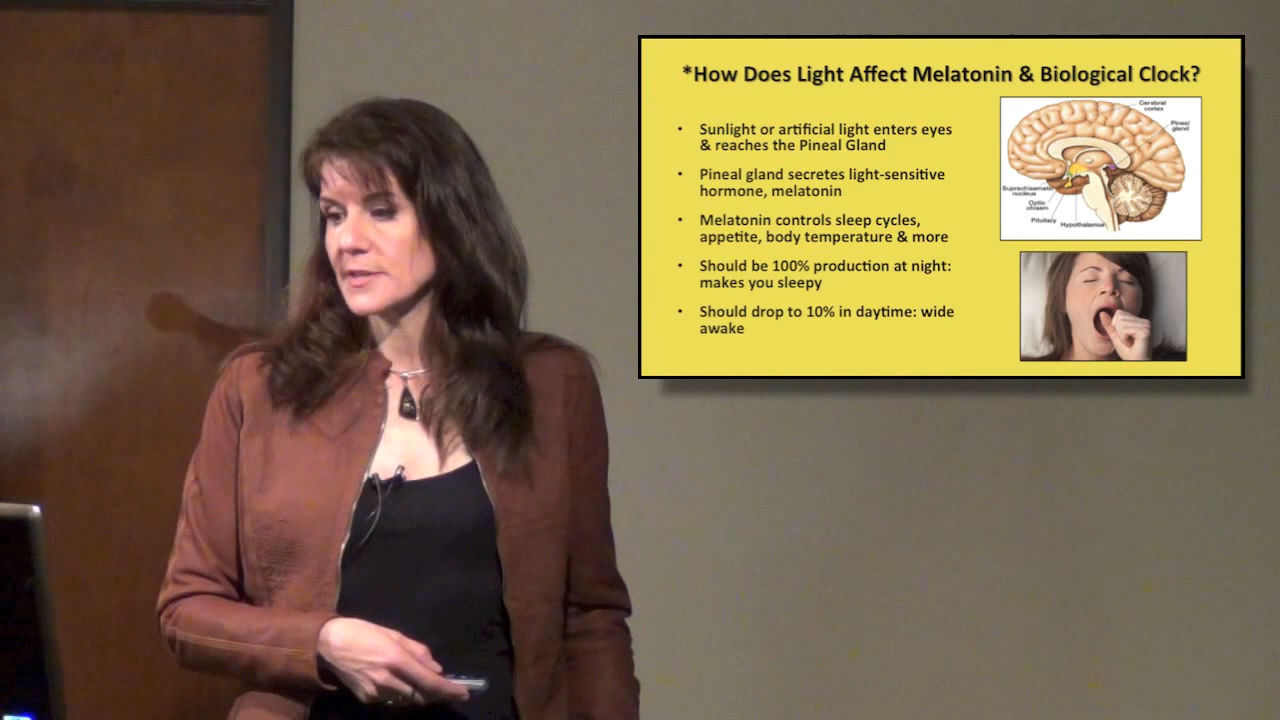 *How Does Light Affect Melatonin & Biological Clock?
• Sunlight or artificial light enters eyes
& reaches the Pineal Gland
• Pineal gland secretes light-sensitive
hormone, melatonin
• Melatonin controls sleep cycles,
appetite, body temperature & more
• Should be 100% production at night:
makes you sleepy
• Should drop to 10% in daytime: wide
awake
Cerebral
cortex
Pineal
gland
Suprachiasmatic
nucleus
Optic
chiasm
Pituitary
Hypothalamus